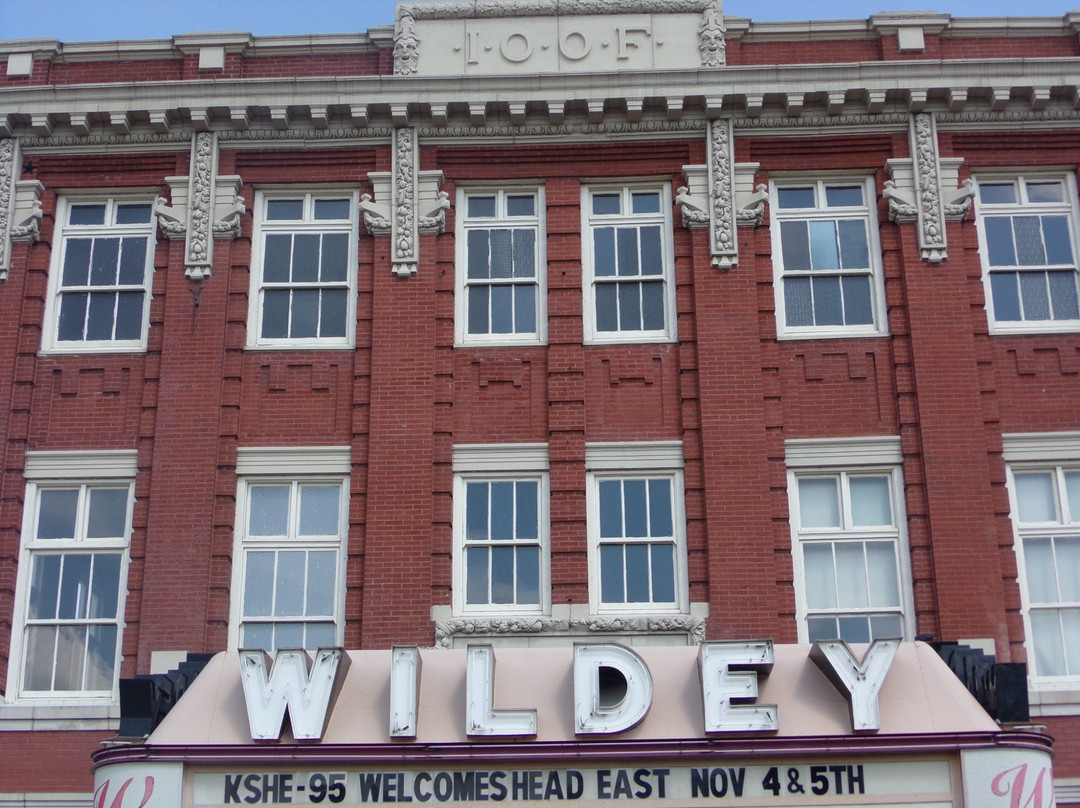 ·I·O·O·F·
WILDEY
KSHE-95 WELCOMES HEAD EAST NOV 4 & 5TH
W W